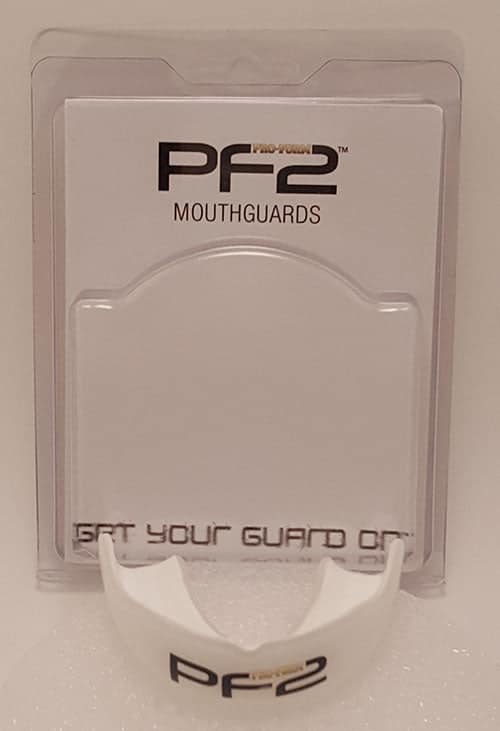 PRO-FORM
PF2™
MOUTHGUARDS
GET YOUR GUARD ON
PRO-FORM
PF2